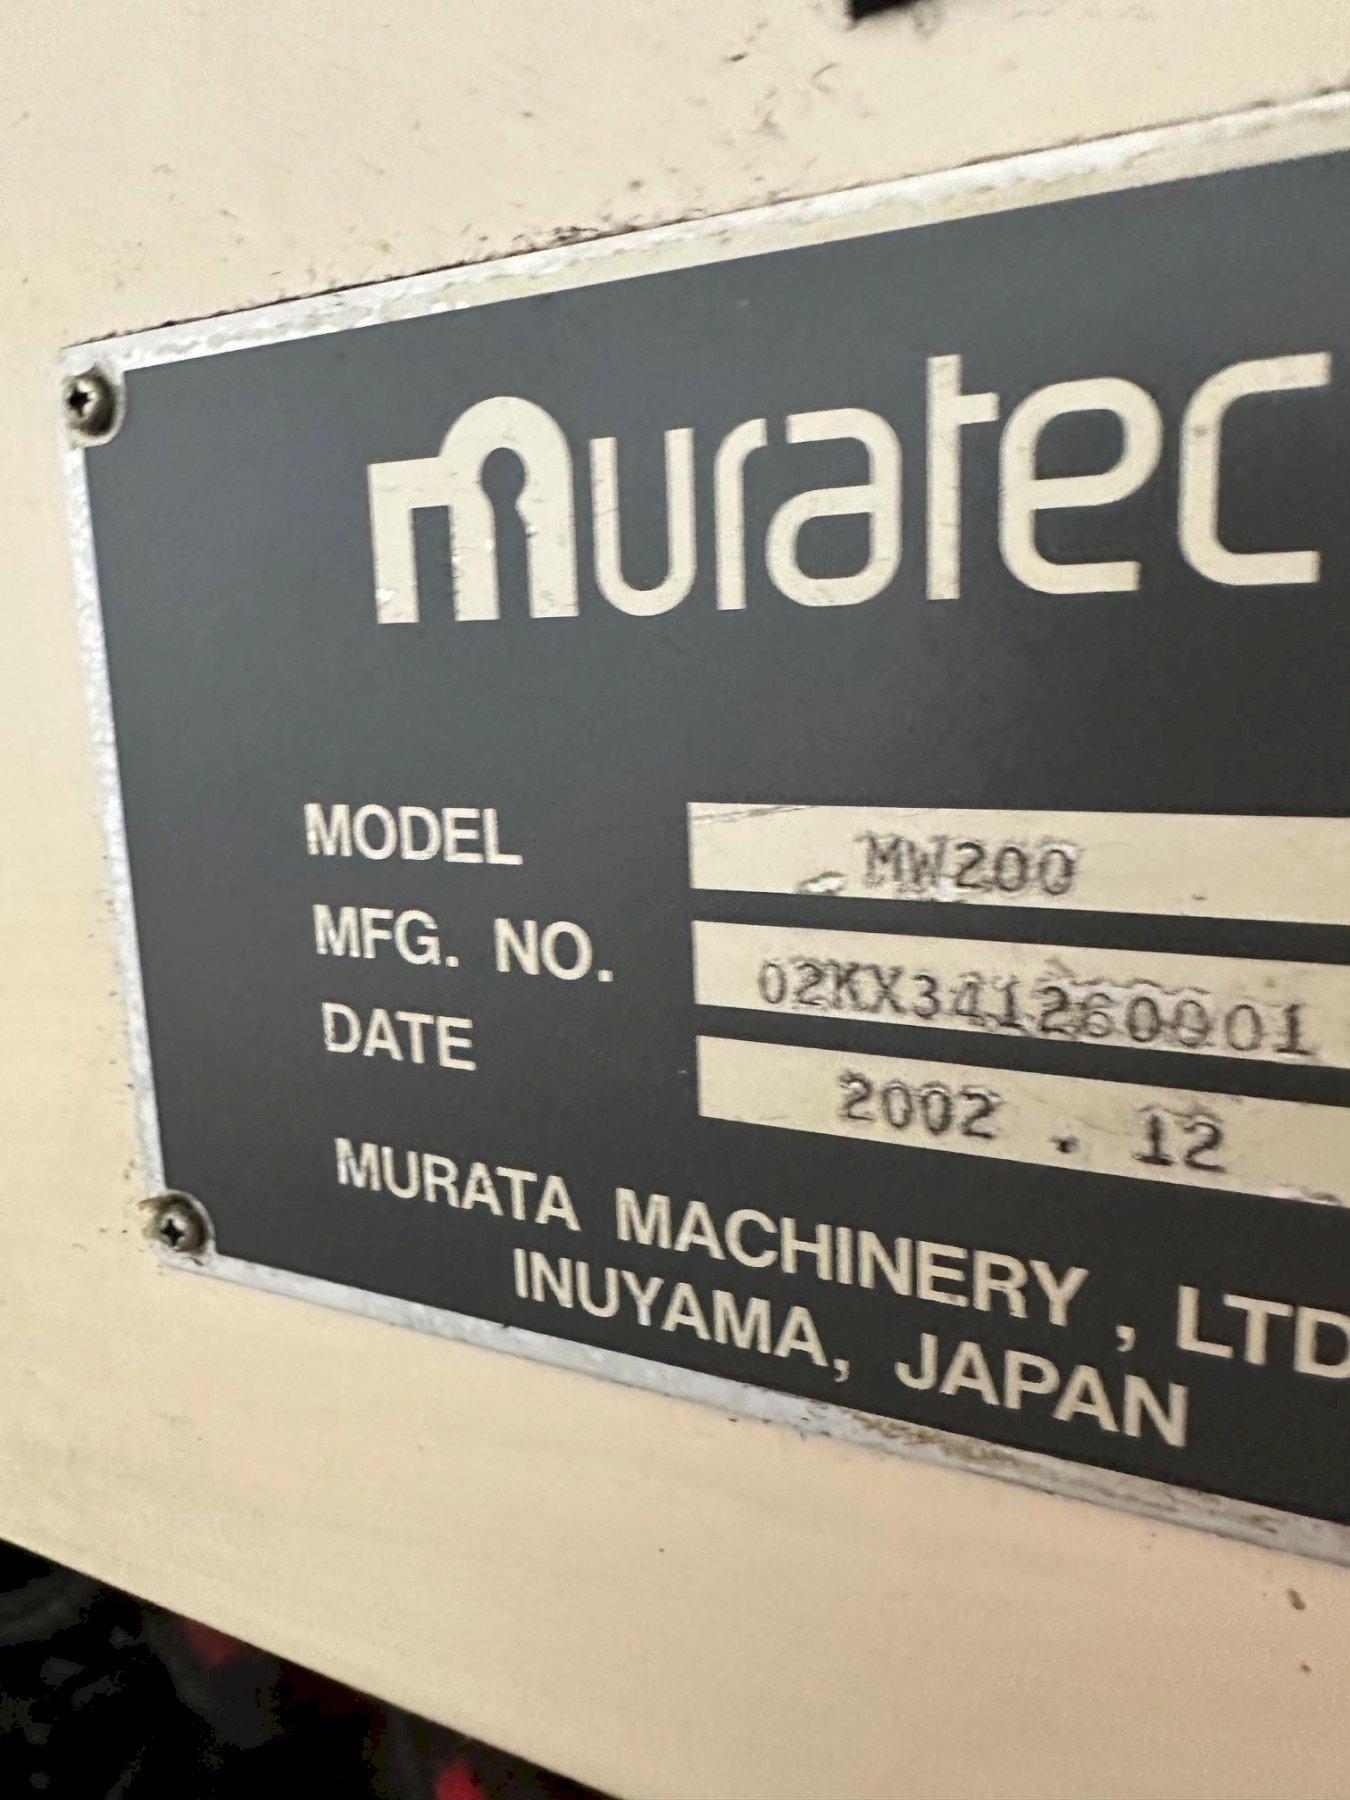 muratec
MODEL MW200
MFG. NO. 02KX341260001
DATE 2002 . 12
MURATA MACHINERY , LTD
INUYAMA, JAPAN